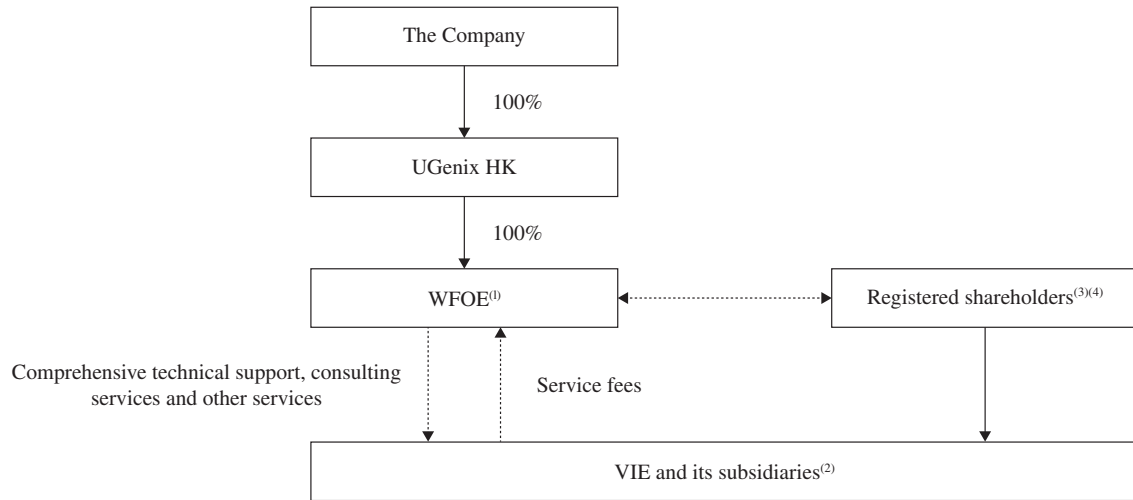 The Company
100%
UGenix HK
100%
WFOE(1)
Registered shareholders(3)(4)
Comprehensive technical support, consulting
services and other services
Service fees
VIE and its subsidiaries(2)